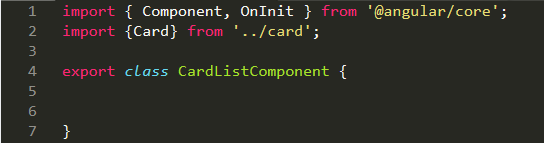 1 import { Component, OnInit } from '@angular/core';
2 import {Card} from '../card';
3
4 export class CardListComponent {
5
6
7 }